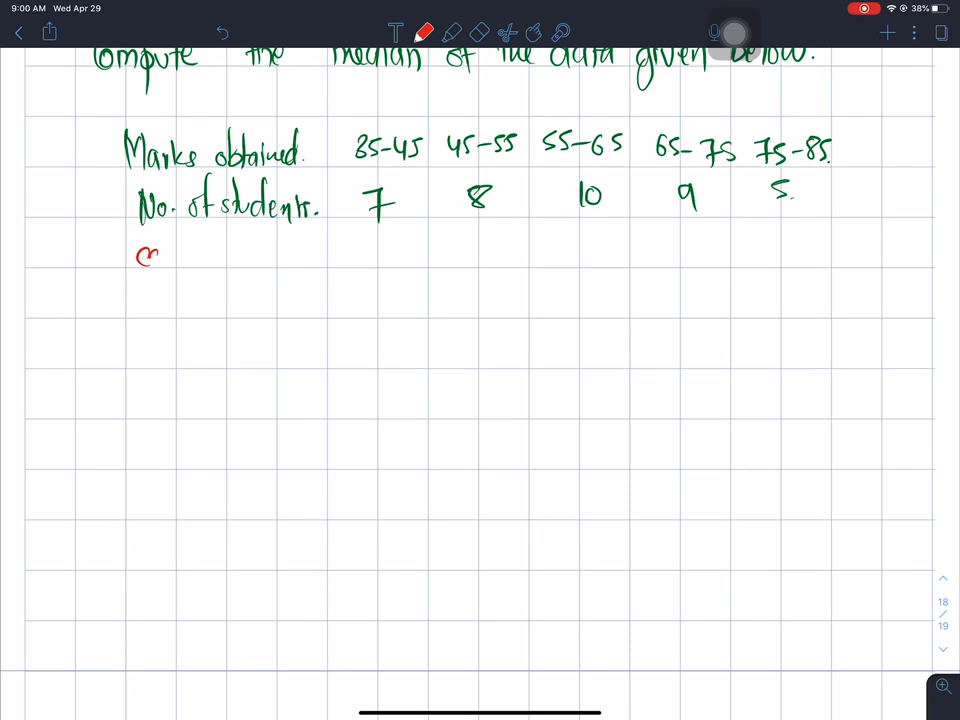 9:00 AM Wed Apr 29
38%
T
compute the median of the data given below.
Marks obtained. 35-45 45-55 55-65 65-75 75-85.
No. of students. 7 8 10 9 5.
18
/
19